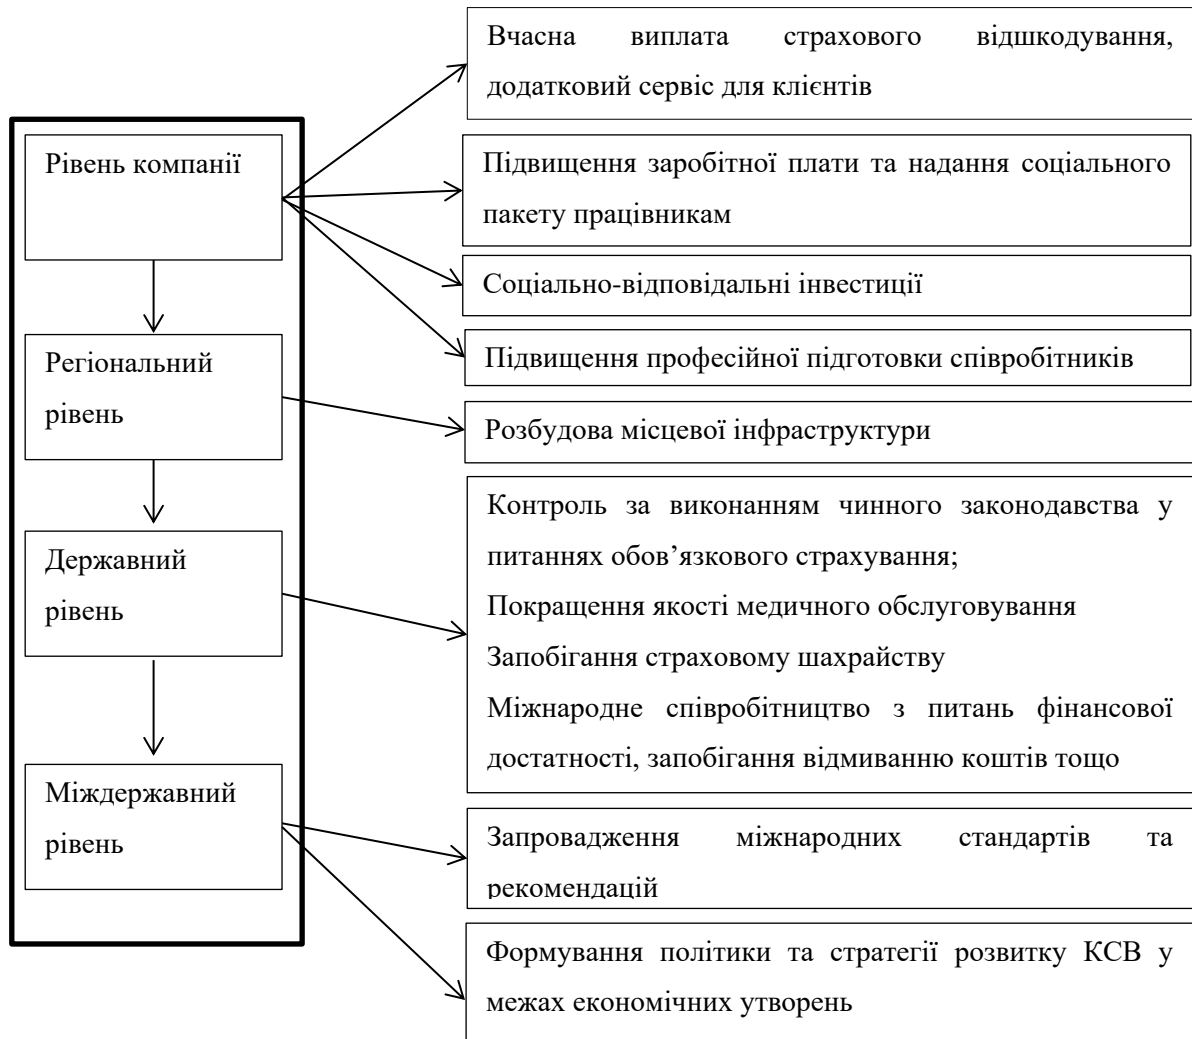 Вчасна виплата страхового відшкодування,
додатковий сервіс для клієнтів
Рівень компанії
Підвищення заробітної плати та надання соціального
пакету працівникам
Соціально-відповідальні інвестиції
Підвищення професійної підготовки співробітників
Регіональний
рівень
Розбудова місцевої інфраструктури
Державний
рівень
Контроль за виконанням чинного законодавства у
питаннях обов’язкового страхування;
Покращення якості медичного обслуговування
Запобігання страховому шахрайству
Міжнародне співробітництво з питань фінансової
достатності, запобігання відмиванню коштів тощо
Міждержавний
рівень
Запровадження міжнародних стандартів та
рекомендацій
Формування політики та стратегії розвитку КСВ у
межах економічних утворень